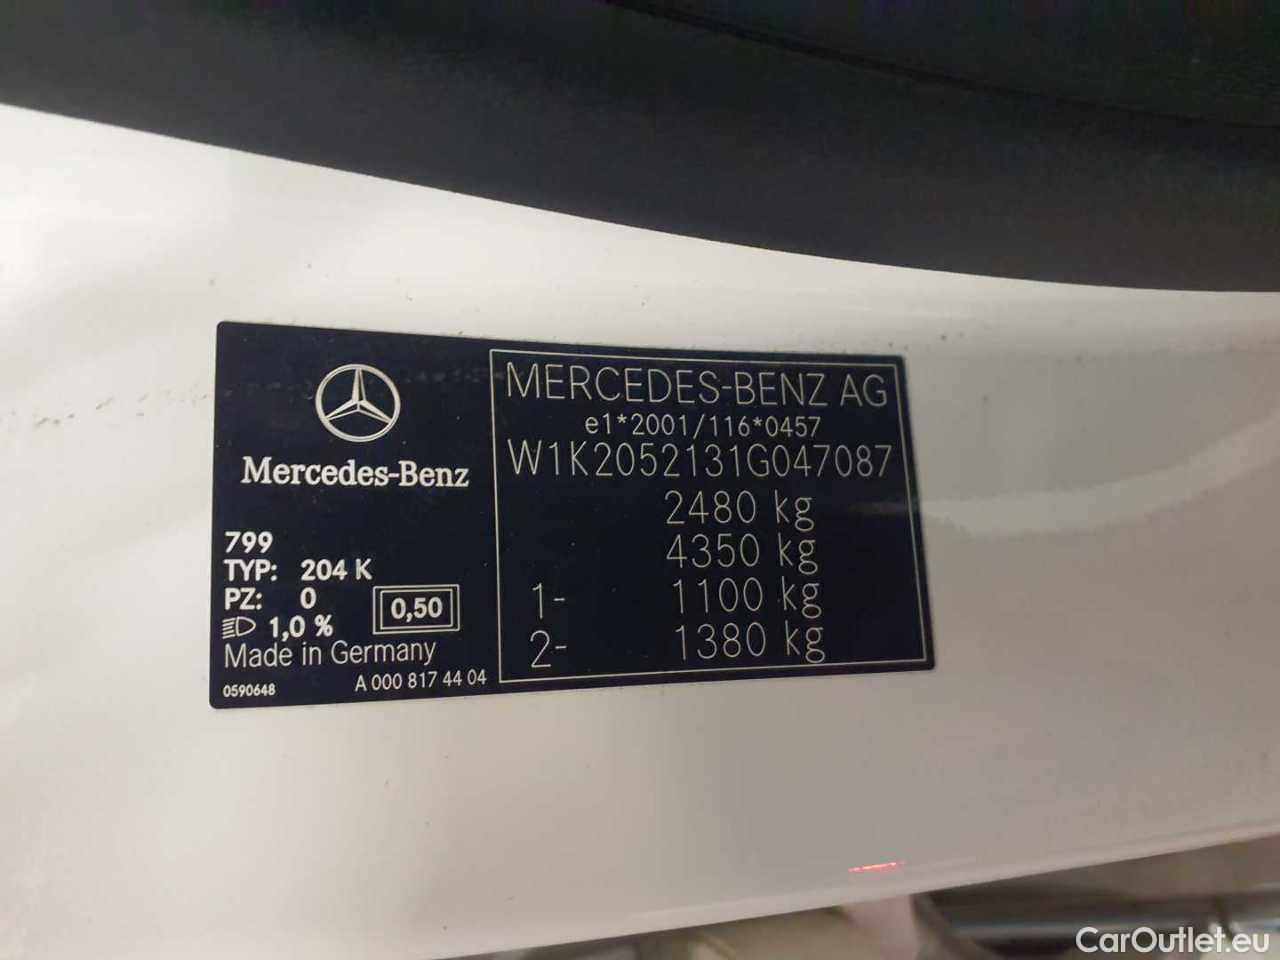 Mercedes-Benz
799
TYP: 204 K
PZ: 0
1,0 %
0,50
Made in Germany
0590648
A 000 817 44 04
MERCEDES-BENZ AG
e1*2001/116*0457
W1K2052131G047087
2480 kg
4350 kg
1- 1100 kg
2- 1380 kg
CarOutlet.eu